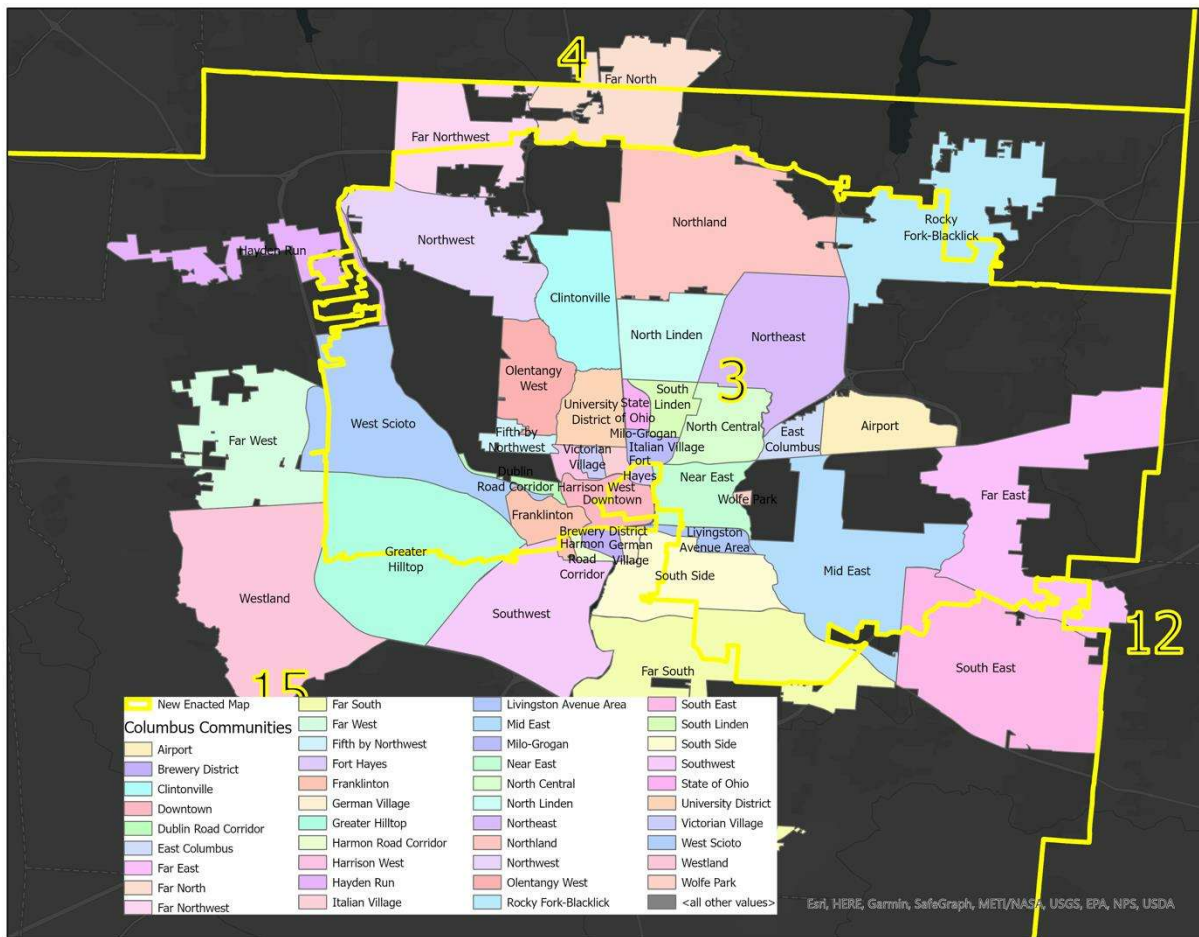 4
Far North
Far Northwest
Northland
Rocky
Fork-Blacklick
Hayden Run
Northwest
Clintonville
North Linden
Northeast
3
Olentangy
West
South
Linden
State
of Ohio
University
District
West Scioto
Far West
North Central
East
Columbus
Airport
Fifth by
Northwest
Milo-Grogan
Italian Village
Victorian
Village
Fort
Hayes
Near East
Dublin
Road Corridor
Harrison West
Downtown
Wolfe Park
Far East
Franklinton
Brewery District
Harmon
Road
Corridor
German
Village
Livingston
Avenue Area
Greater
Hilltop
South Side
Mid East
Westland
Southwest
12
South East
Far South
15
New Enacted Map
Columbus Communities
Airport
Brewery District
Clintonville
Downtown
Dublin Road Corridor
East Columbus
Far East
Far North
Far Northwest
Far South
Far West
Fifth by Northwest
Fort Hayes
Franklinton
German Village
Greater Hilltop
Harmon Road Corridor
Harrison West
Hayden Run
Italian Village
Livingston Avenue Area
Mid East
Milo-Grogan
Near East
North Central
North Linden
Northeast
Northland
Northwest
Olentangy West
Rocky Fork-Blacklick
South East
South Linden
South Side
Southwest
State of Ohio
University District
Victorian Village
West Scioto
Westland
Wolfe Park
<all other values>
Esri, HERE, Garmin, SafeGraph, METI/NASA, USGS, EPA, NPS, USDA